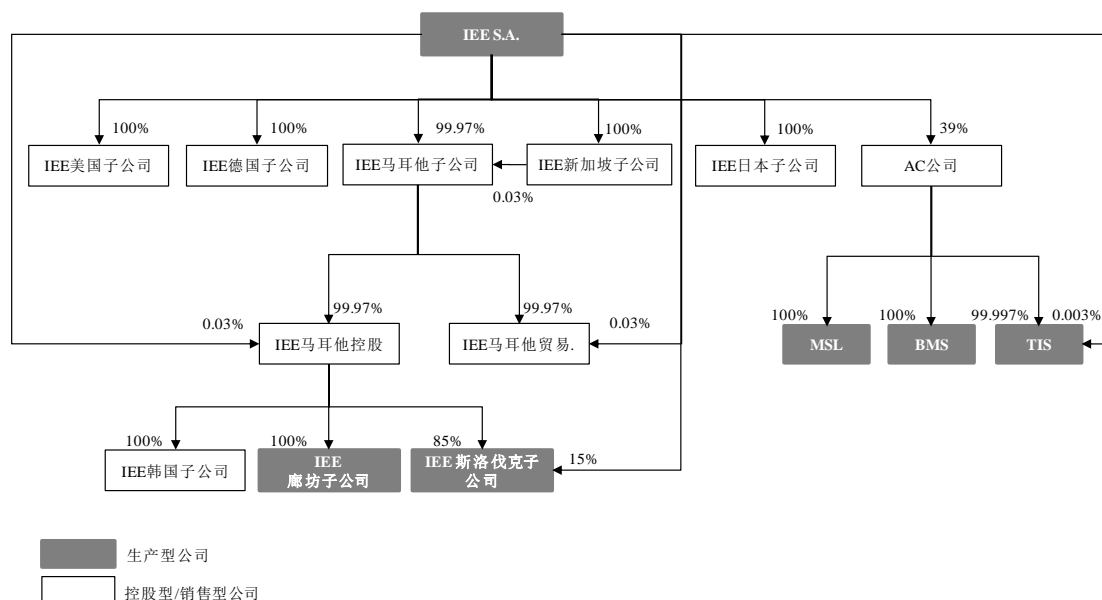 IEE S.A.
100%
100%
99.97%
100%
100%
39%
IEE美国子公司
IEE德国子公司
IEE马耳他子公司
IEE新加坡子公司
IEE日本子公司
AC公司
0.03%
99.97%
99.97%
0.03%
0.03%
100%
100%
99.997%
0.003%
IEE马耳他控股
IEE马耳他贸易.
MSL
BMS
TIS
100%
100%
85%
15%
IEE韩国子公司
IEE
廊坊子公司
IEE斯洛伐克子
公司
生产型公司
控股型/销售型公司